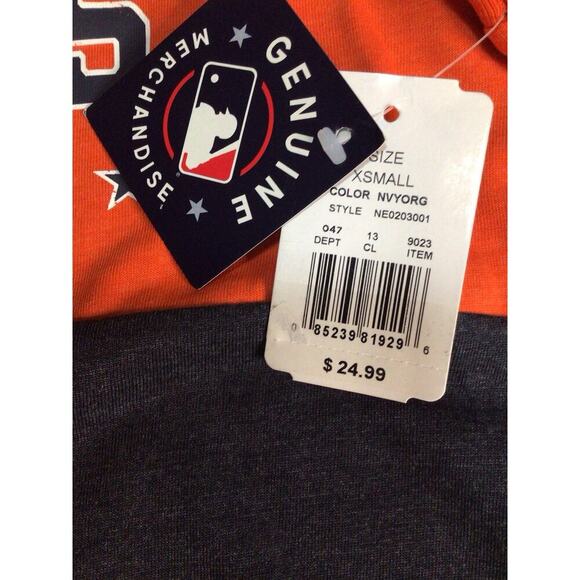 GENUINE
MERCHANDISE
SIZE
XSMALL
COLOR NVYORG
STYLE NE0203001
047 13 9023
DEPT CL ITEM
0 85239 81929 6
$ 24.99